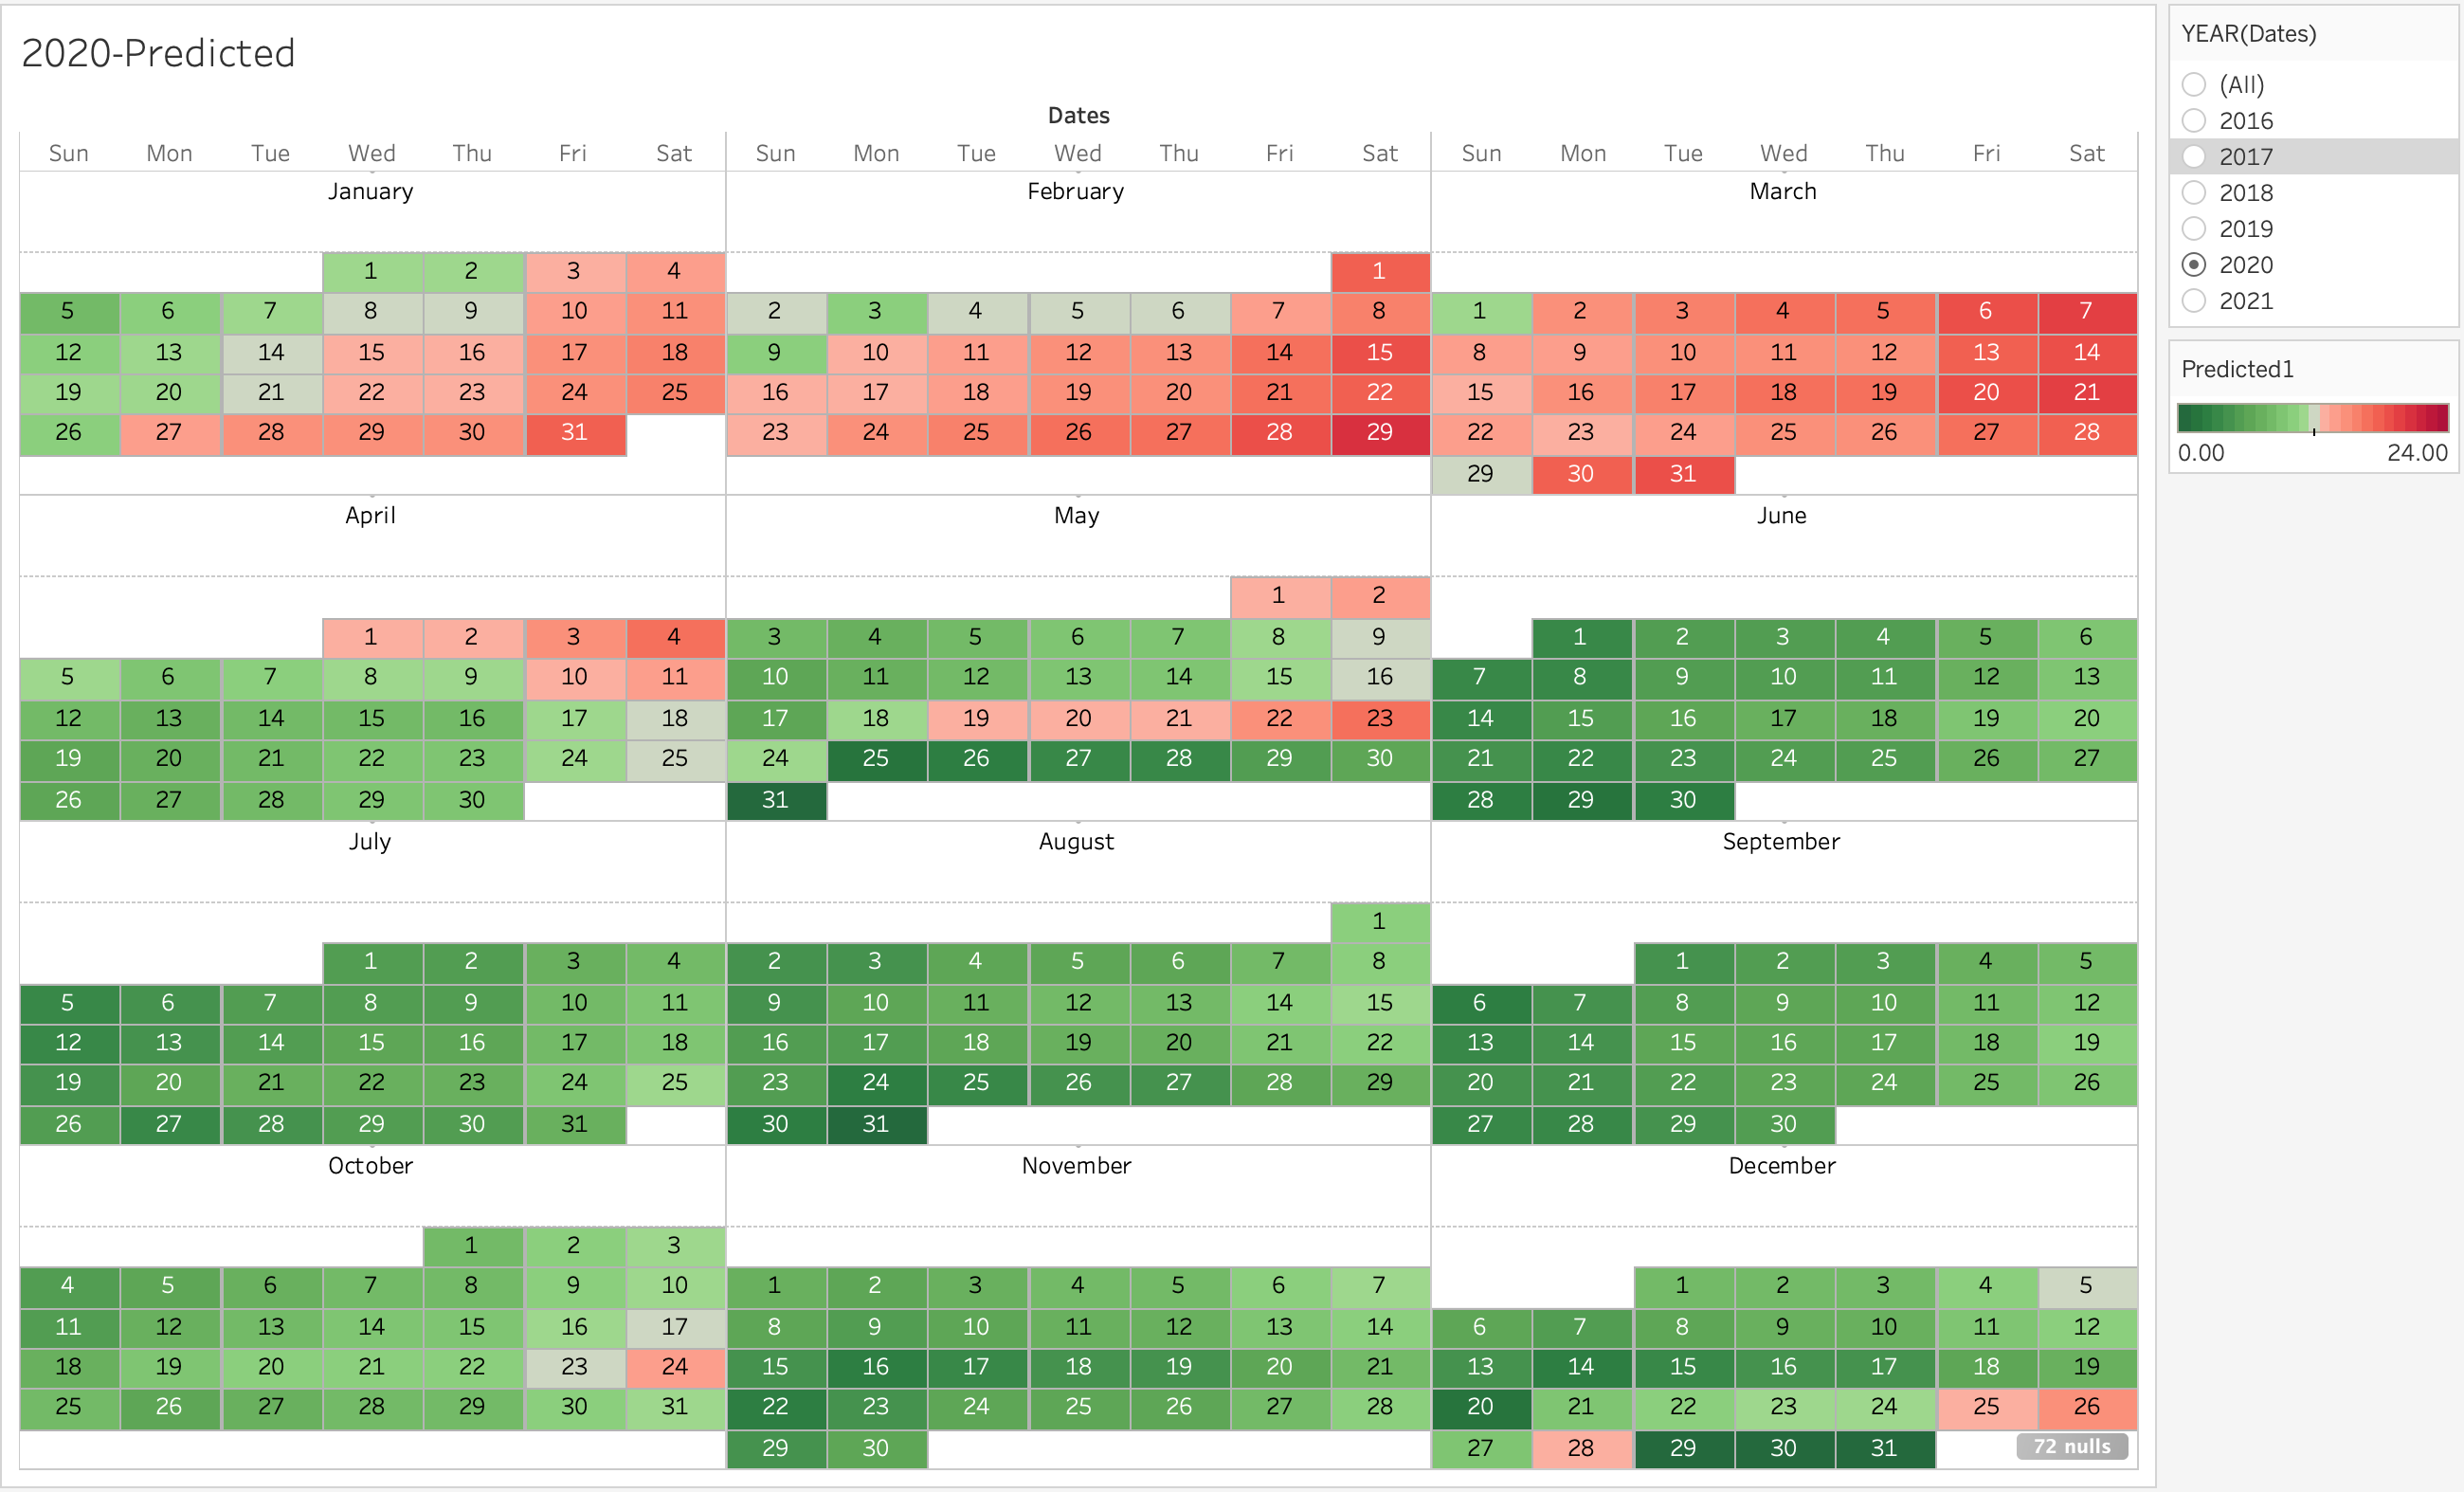 2020-Predicted
Dates
Sun Mon Tue Wed Thu Fri Sat Sun Mon Tue Wed Thu Fri Sat Sun Mon Tue Wed Thu Fri Sat
January February March
1 2 3 4 1
5 6 7 8 9 10 11 2 3 4 5 6 7 8 1 2 3 4 5 6 7
12 13 14 15 16 17 18 9 10 11 12 13 14 15 8 9 10 11 12 13 14
19 20 21 22 23 24 25 16 17 18 19 20 21 22 15 16 17 18 19 20 21
26 27 28 29 30 31 23 24 25 26 27 28 29 22 23 24 25 26 27 28
29 30 31
April May June
1 2
1 2 3 4 3 4 5 6 7 8 9 1 2 3 4 5 6
5 6 7 8 9 10 11 10 11 12 13 14 15 16 7 8 9 10 11 12 13
12 13 14 15 16 17 18 17 18 19 20 21 22 23 14 15 16 17 18 19 20
19 20 21 22 23 24 25 24 25 26 27 28 29 30 21 22 23 24 25 26 27
26 27 28 29 30 31 28 29 30
July August September
1
1 2 3 4 2 3 4 5 6 7 8 1 2 3 4 5
5 6 7 8 9 10 11 9 10 11 12 13 14 15 6 7 8 9 10 11 12
12 13 14 15 16 17 18 16 17 18 19 20 21 22 13 14 15 16 17 18 19
19 20 21 22 23 24 25 23 24 25 26 27 28 29 20 21 22 23 24 25 26
26 27 28 29 30 31 30 31 27 28 29 30
October November December
1 2 3
4 5 6 7 8 9 10 1 2 3 4 5 6 7 1 2 3 4 5
11 12 13 14 15 16 17 8 9 10 11 12 13 14 6 7 8 9 10 11 12
18 19 20 21 22 23 24 15 16 17 18 19 20 21 13 14 15 16 17 18 19
25 26 27 28 29 30 31 22 23 24 25 26 27 28 20 21 22 23 24 25 26
29 30 27 28 29 30 31 72 nulls
YEAR(Dates)
(All)
2016
2017
2018
2019
2020
2021
Predicted1
0.00 24.00